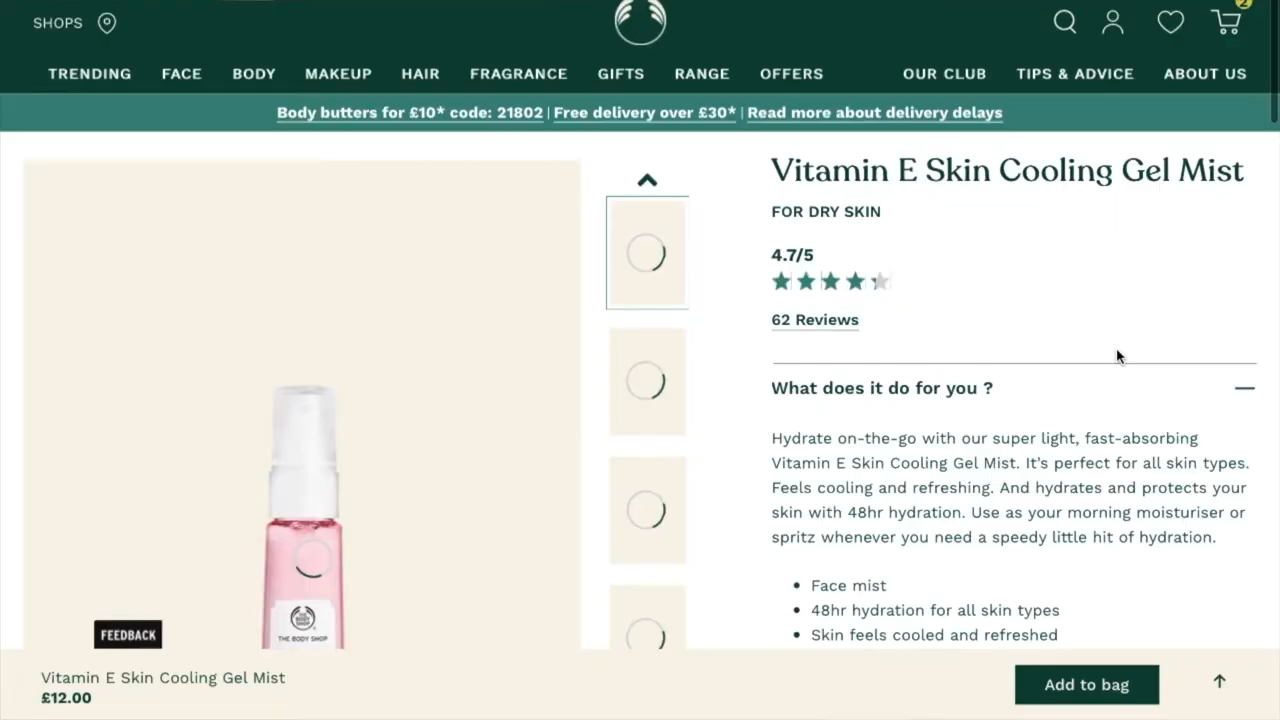 SHOPS
2
TRENDING FACE BODY MAKEUP HAIR FRAGRANCE GIFTS RANGE OFFERS OUR CLUB TIPS & ADVICE ABOUT US
Body butters for £10* code: 21802 | Free delivery over £30* | Read more about delivery delays
Vitamin E Skin Cooling Gel Mist
FOR DRY SKIN
4.7/5
62 Reviews
What does it do for you ?
Hydrate on-the-go with our super light, fast-absorbing
Vitamin E Skin Cooling Gel Mist. It’s perfect for all skin types.
Feels cooling and refreshing. And hydrates and protects your
skin with 48hr hydration. Use as your morning moisturiser or
spritz whenever you need a speedy little hit of hydration.
• Face mist
• 48hr hydration for all skin types
• Skin feels cooled and refreshed
THE BODY SHOP
THE BODY SHOP
FEEDBACK
Vitamin E Skin Cooling Gel Mist
£12.00
Add to bag